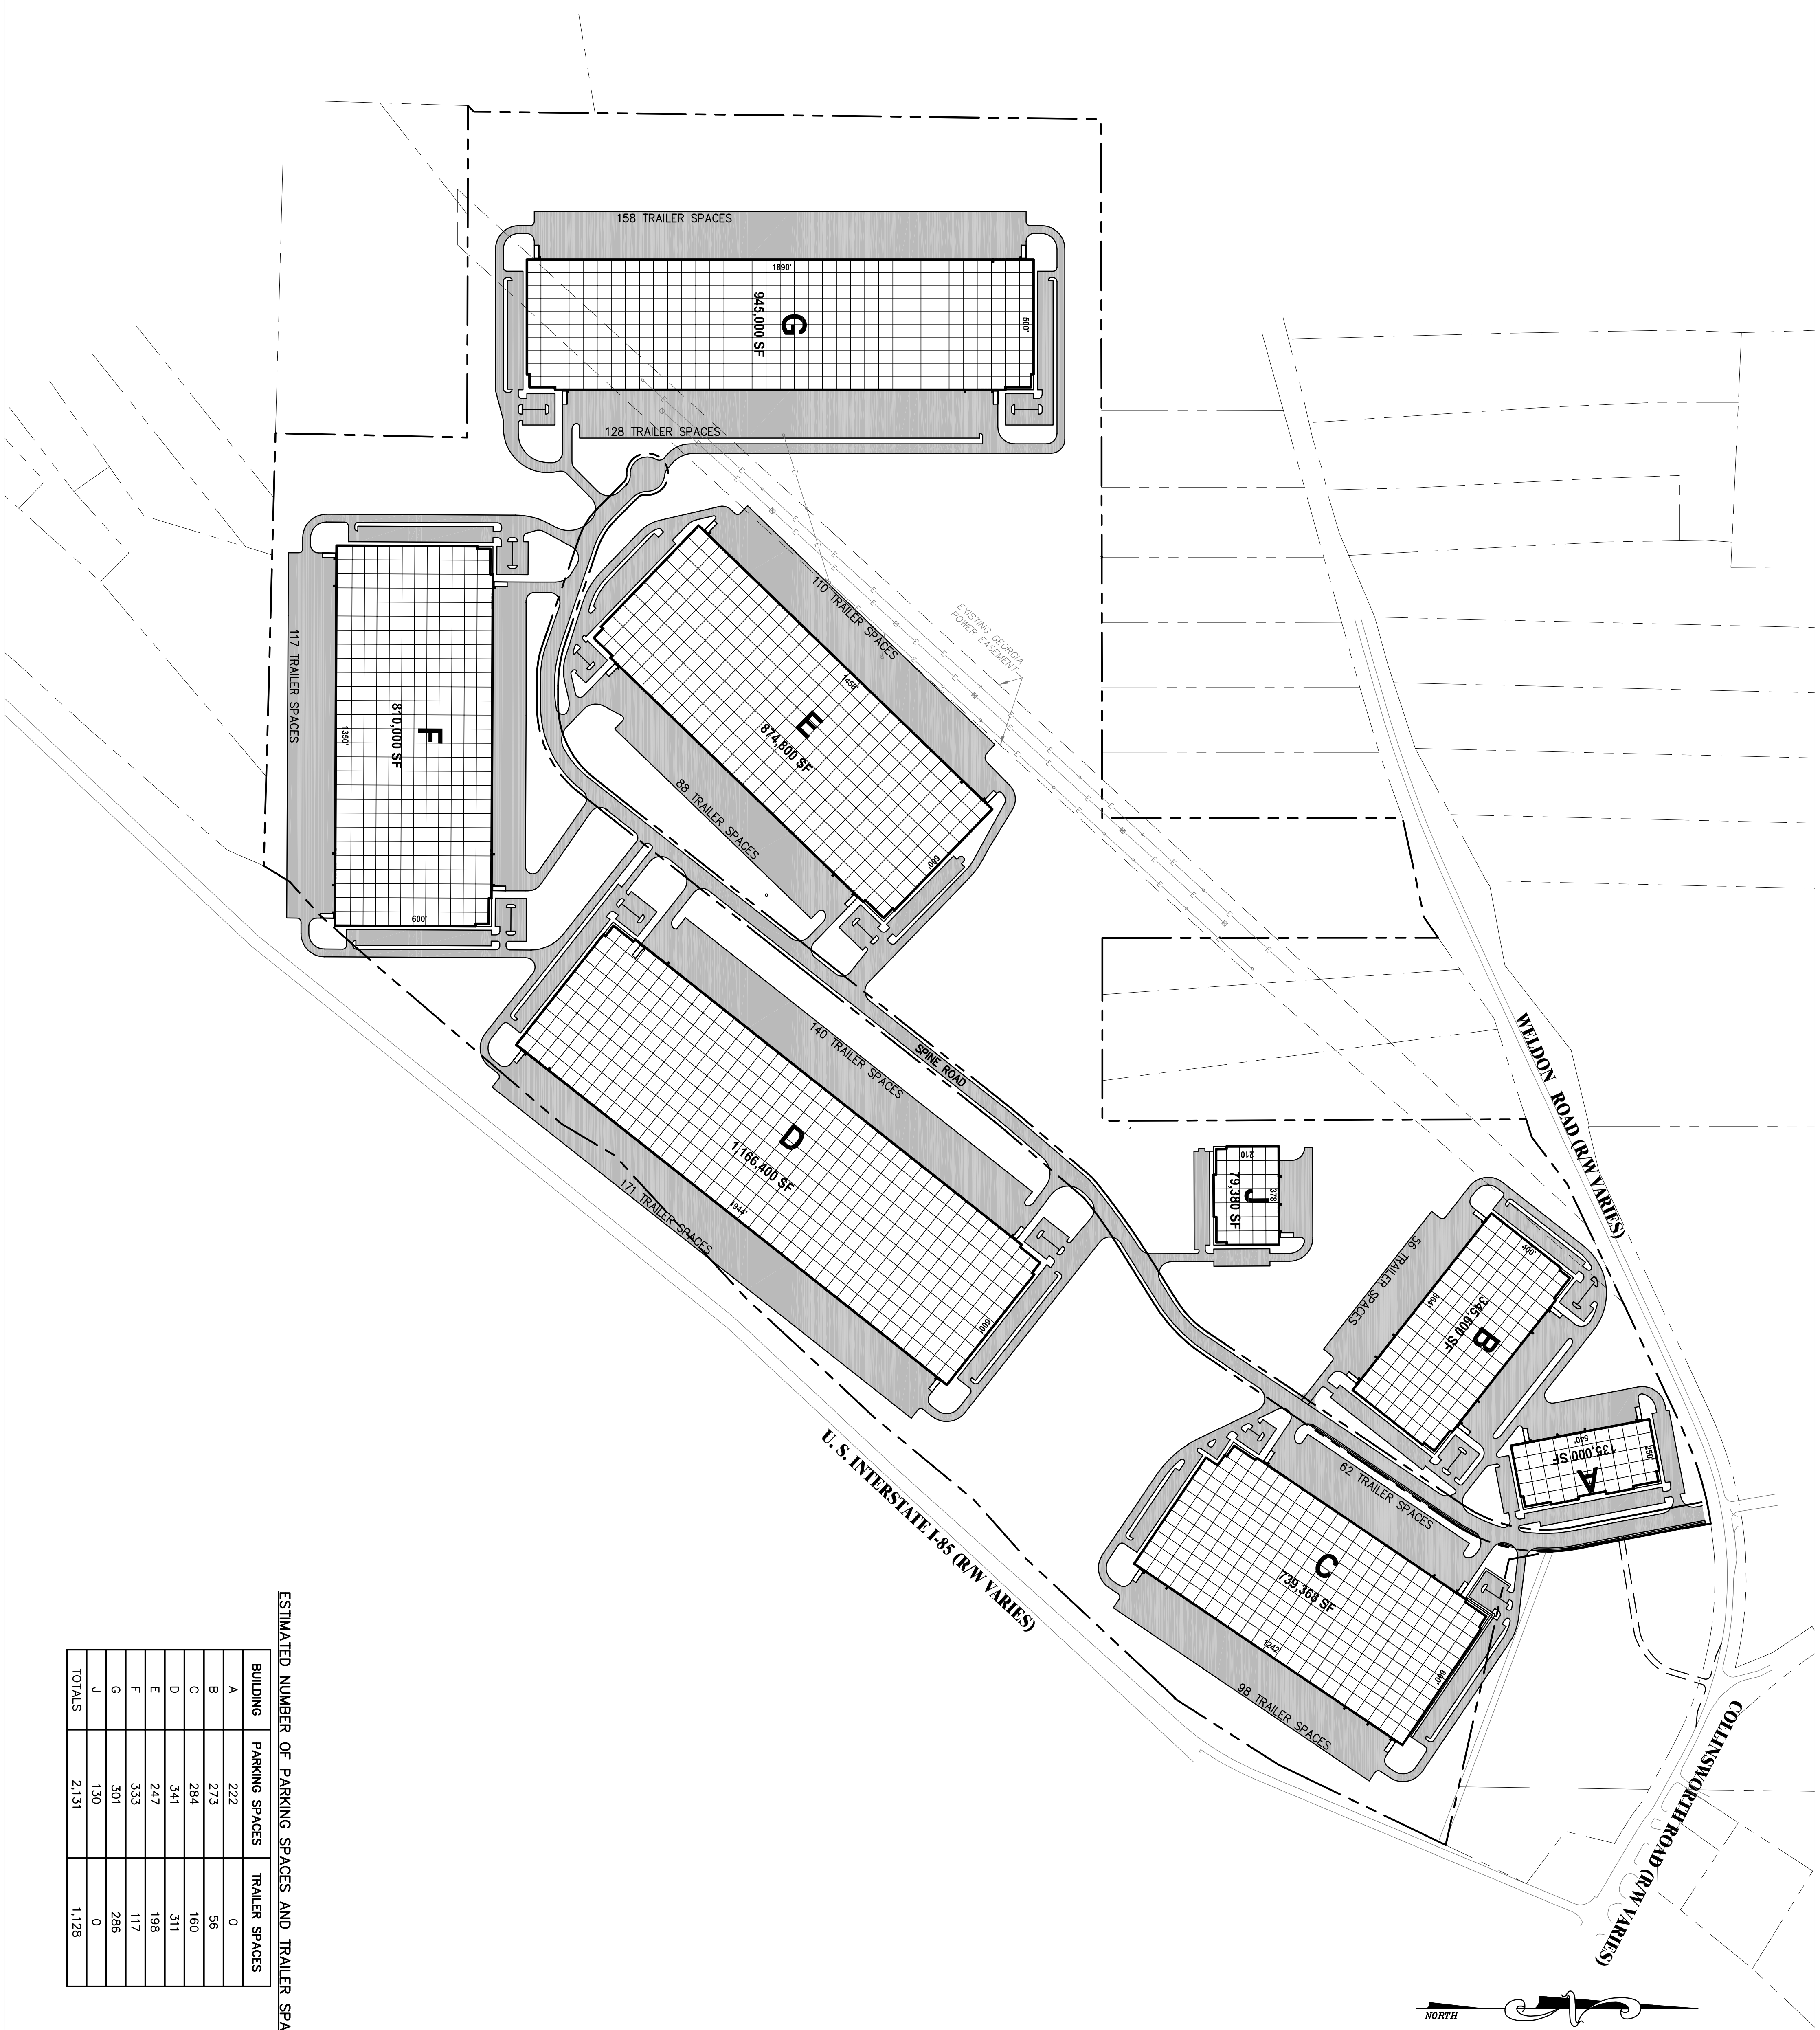 158 TRAILER SPACES
1890'
500'
G
945,000 SF
128 TRAILER SPACES
110 TRAILER SPACES
EXISTING GEORGIA
POWER EASEMENT
1458'
E
874,800 SF
600'
88 TRAILER SPACES
117 TRAILER SPACES
F
810,000 SF
1350'
600'
140 TRAILER SPACES
SPINE ROAD
D
1,166,400 SF
1944'
600'
171 TRAILER SPACES
WELDON ROAD (R/W VARIES)
210'
378'
J
79,380 SF
56 TRAILER SPACES
400'
864'
B
345,600 SF
540'
250'
A
135,000 SF
62 TRAILER SPACES
C
739,368 SF
1242'
600'
98 TRAILER SPACES
U. S. INTERSTATE I-85 (R/W VARIES)
COLLINSWORTH ROAD (R/W VARIES)
NORTH
ESTIMATED NUMBER OF PARKING SPACES AND TRAILER SPA
BUILDING PARKING SPACES TRAILER SPACES
A 222 0
B 273 56
C 284 160
D 341 311
E 247 198
F 333 117
G 301 286
J 130 0
TOTALS 2,131 1,128